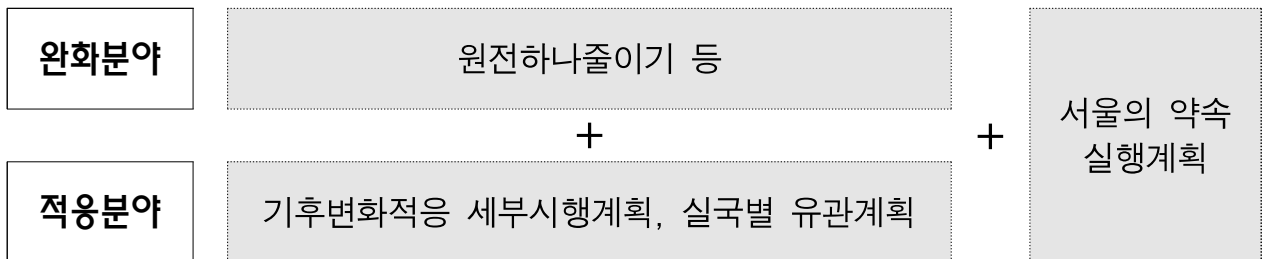 완화분야
원전하나줄이기 등
+
적응분야
기후변화적응 세부시행계획, 실국별 유관계획
+
서울의 약속
실행계획